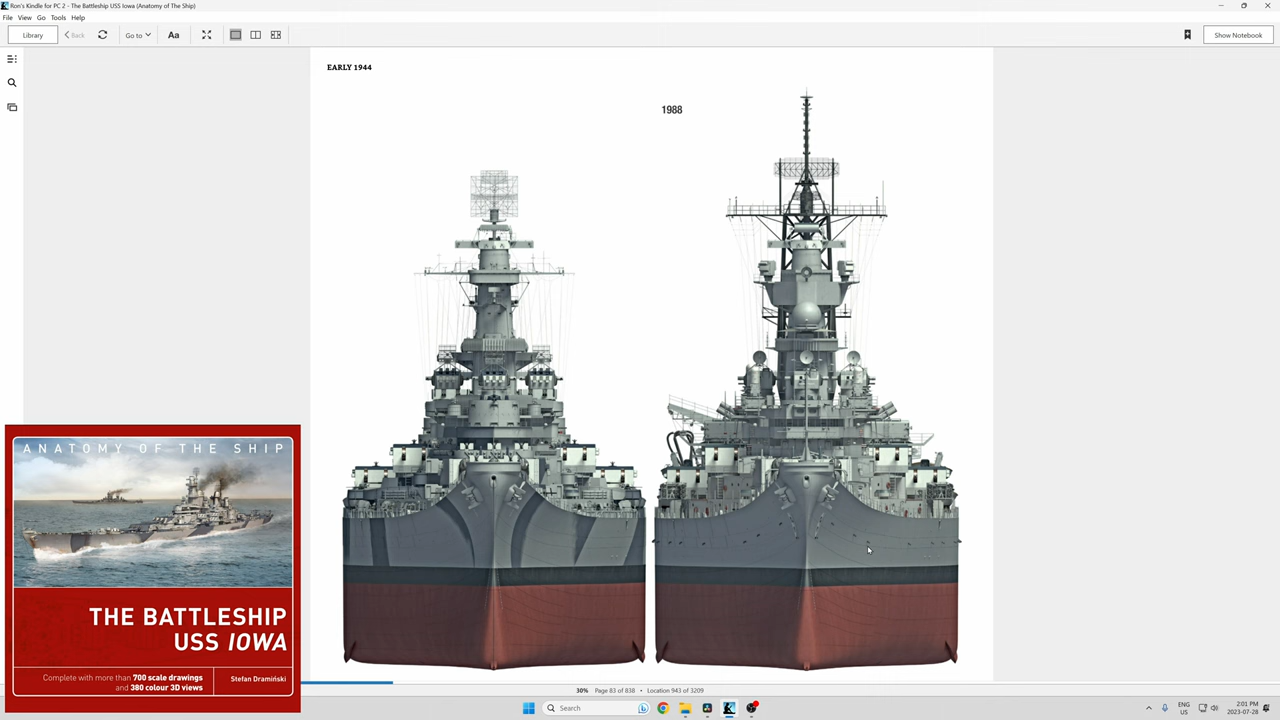 Ron's Kindle for PC 2 - The Battleship USS Iowa (Anatomy of The Ship)
File View Go Tools Help
Library Back Go to Aa Show Notebook
EARLY 1944
1988
ANATOMY OF THE SHIP
THE BATTLESHIP
USS IOWA
Complete with more than 700 scale drawings
and 380 colour 3D views
Stefan Dramiński
30% Page 83 of 838 • Location 943 of 3209
Search
ENG
US
2:01 PM
2023-07-28